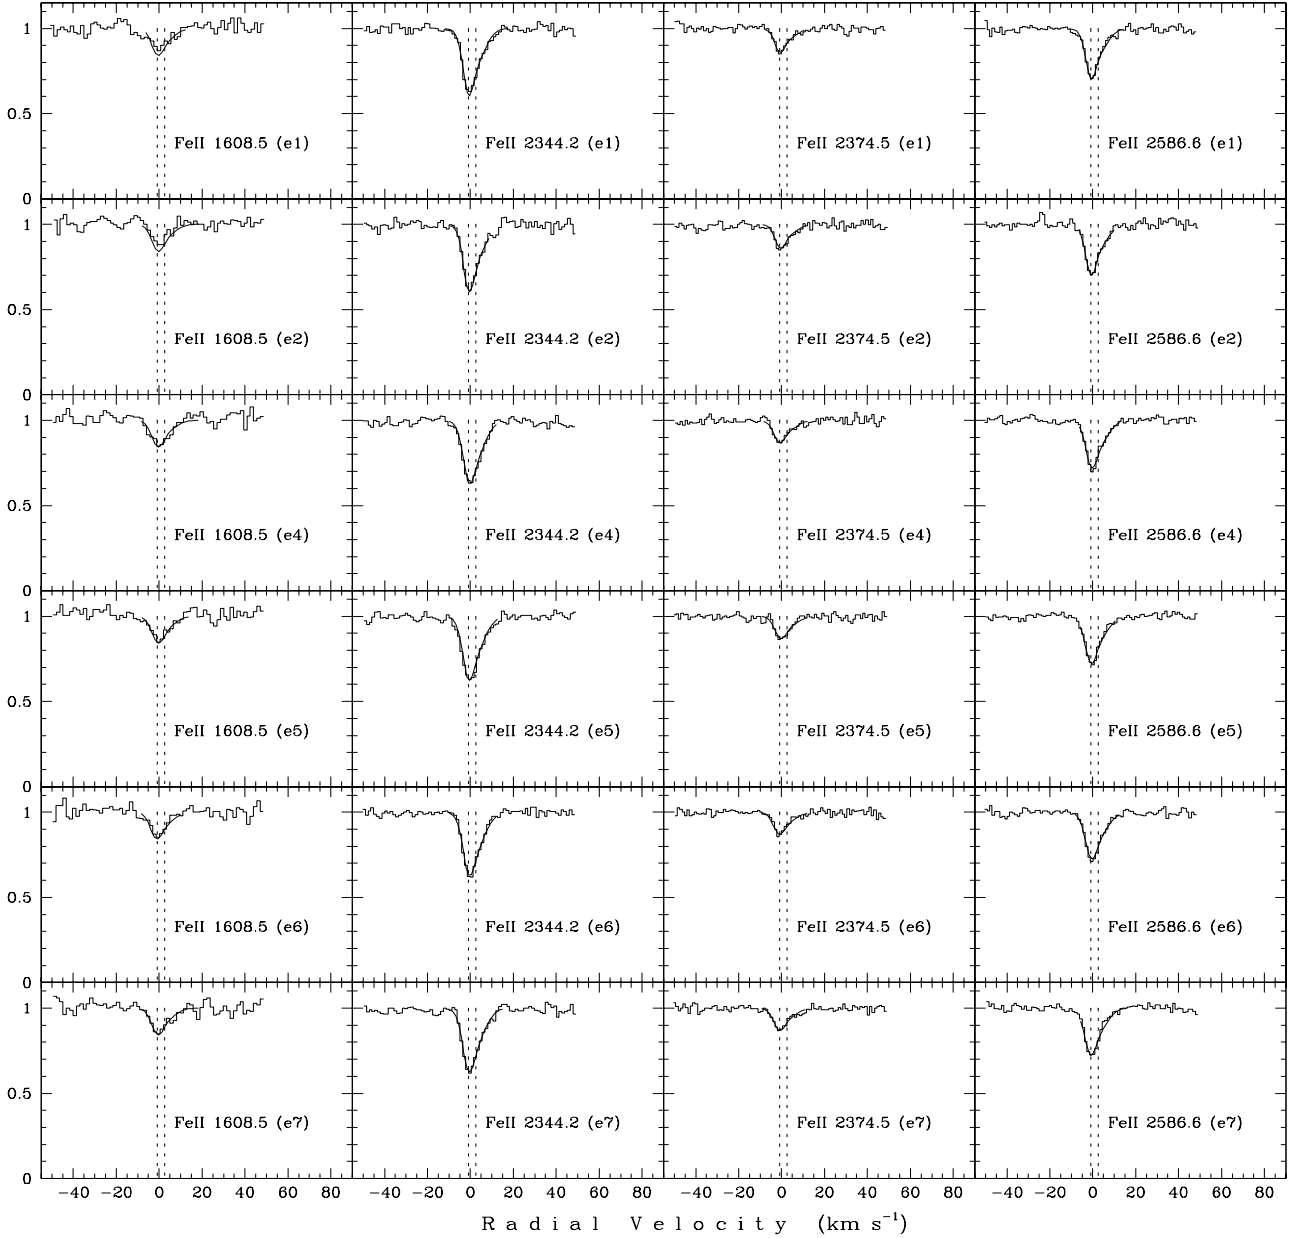 1
0.5
FeII 1608.5 (e1)
FeII 2344.2 (e1)
FeII 2374.5 (e1)
FeII 2586.6 (e1)
0
1
0.5
FeII 1608.5 (e2)
FeII 2344.2 (e2)
FeII 2374.5 (e2)
FeII 2586.6 (e2)
0
1
0.5
FeII 1608.5 (e4)
FeII 2344.2 (e4)
FeII 2374.5 (e4)
FeII 2586.6 (e4)
0
1
0.5
FeII 1608.5 (e5)
FeII 2344.2 (e5)
FeII 2374.5 (e5)
FeII 2586.6 (e5)
0
1
0.5
FeII 1608.5 (e6)
FeII 2344.2 (e6)
FeII 2374.5 (e6)
FeII 2586.6 (e6)
0
1
0.5
FeII 1608.5 (e7)
FeII 2344.2 (e7)
FeII 2374.5 (e7)
FeII 2586.6 (e7)
0
−40 −20 0 20 40 60 80 −40 −20 0 20 40 60 80 −40 −20 0 20 40 60 80 −40 −20 0 20 40 60 80
Radial Velocity (km s⁻¹)